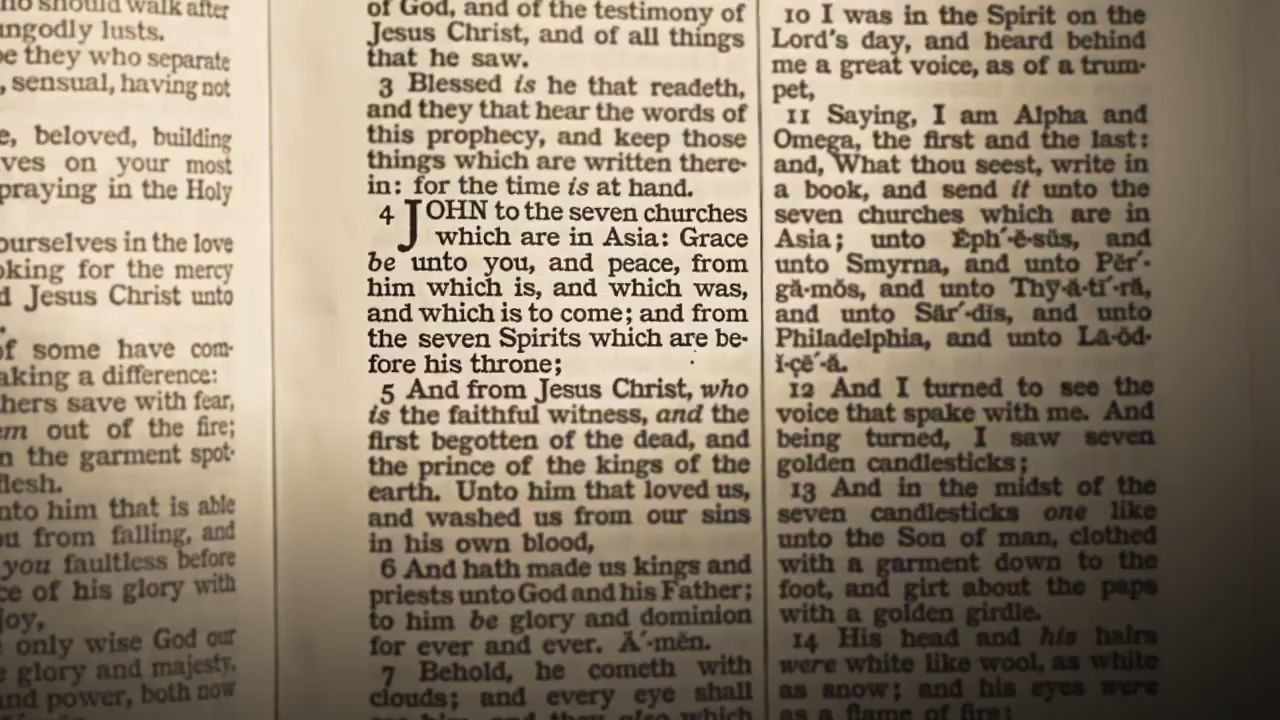 no should walk after
ungodly lusts.
be they who separate
, sensual, having not
e, beloved, building
ves on your most
praying in the Holy
ourselves in the love
oking for the mercy
d Jesus Christ unto
.
of some have com-
aking a difference:
hers save with fear,
em out of the fire;
n the garment spot-
flesh.
nto him that is able
ou from falling, and
you faultless before
ce of his glory with
joy,
only wise God our
e glory and majesty,
and power, both now
of God, and of the testimony of
Jesus Christ, and of all things
that he saw.
3 Blessed is he that readeth,
and they that hear the words of
this prophecy, and keep those
things which are written there-
in: for the time is at hand.
4 JOHN to the seven churches
which are in Asia: Grace
be unto you, and peace, from
him which is, and which was,
and which is to come; and from
the seven Spirits which are be-
fore his throne;
5 And from Jesus Christ, who
is the faithful witness, and the
first begotten of the dead, and
the prince of the kings of the
earth. Unto him that loved us,
and washed us from our sins
in his own blood,
6 And hath made us kings and
priests unto God and his Father;
to him be glory and dominion
for ever and ever. Ā´-mĕn.
7 Behold, he cometh with
clouds; and every eye shall
see him, and they also which
10 I was in the Spirit on the
Lord's day, and heard behind
me a great voice, as of a trum-
pet,
11 Saying, I am Alpha and
Omega, the first and the last:
and, What thou seest, write in
a book, and send it unto the
seven churches which are in
Asia; unto Ĕph´-ĕ-sŭs, and
unto Smyrna, and unto Pĕr´-
gă-mŏs, and unto Thȳ-ă-tī´-ră,
and unto Sär´-dĭs, and unto
Philadelphia, and unto Lā-ŏd-
ĭ-çē´-ă.
12 And I turned to see the
voice that spake with me. And
being turned, I saw seven
golden candlesticks;
13 And in the midst of the
seven candlesticks one like
unto the Son of man, clothed
with a garment down to the
foot, and girt about the paps
with a golden girdle.
14 His head and his hairs
were white like wool, as white
as snow; and his eyes were
as a flame of fire;